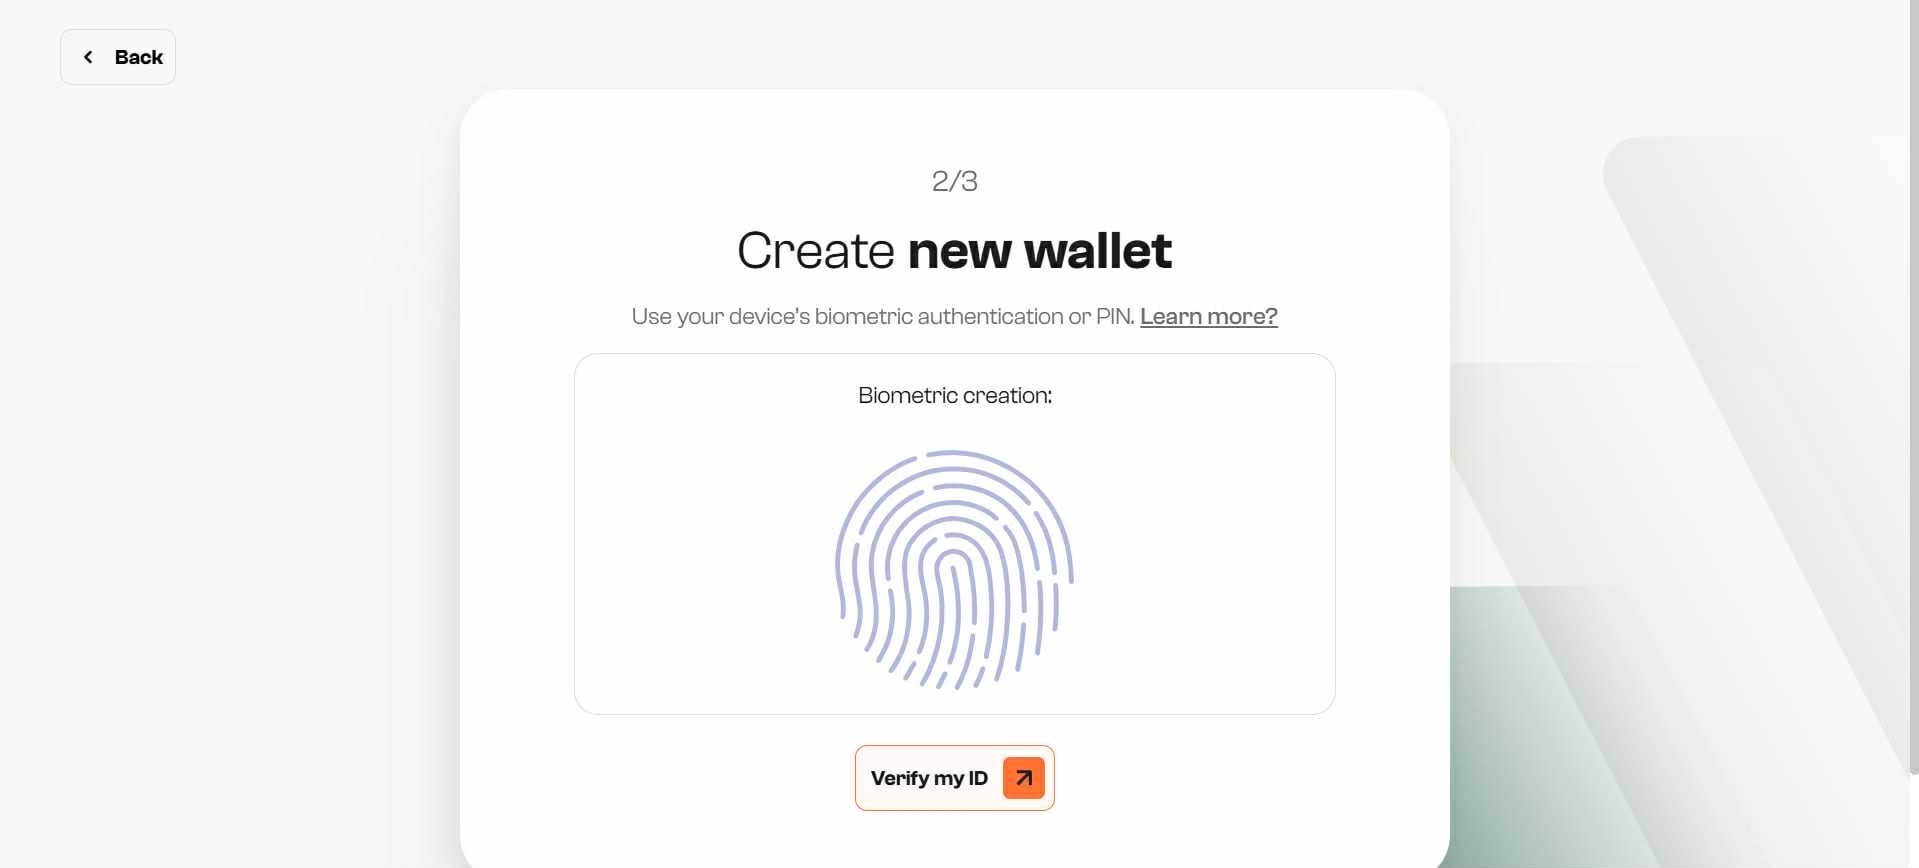 Back
2/3
Create new wallet
Use your device's biometric authentication or PIN. Learn more?
Biometric creation:
Verify my ID